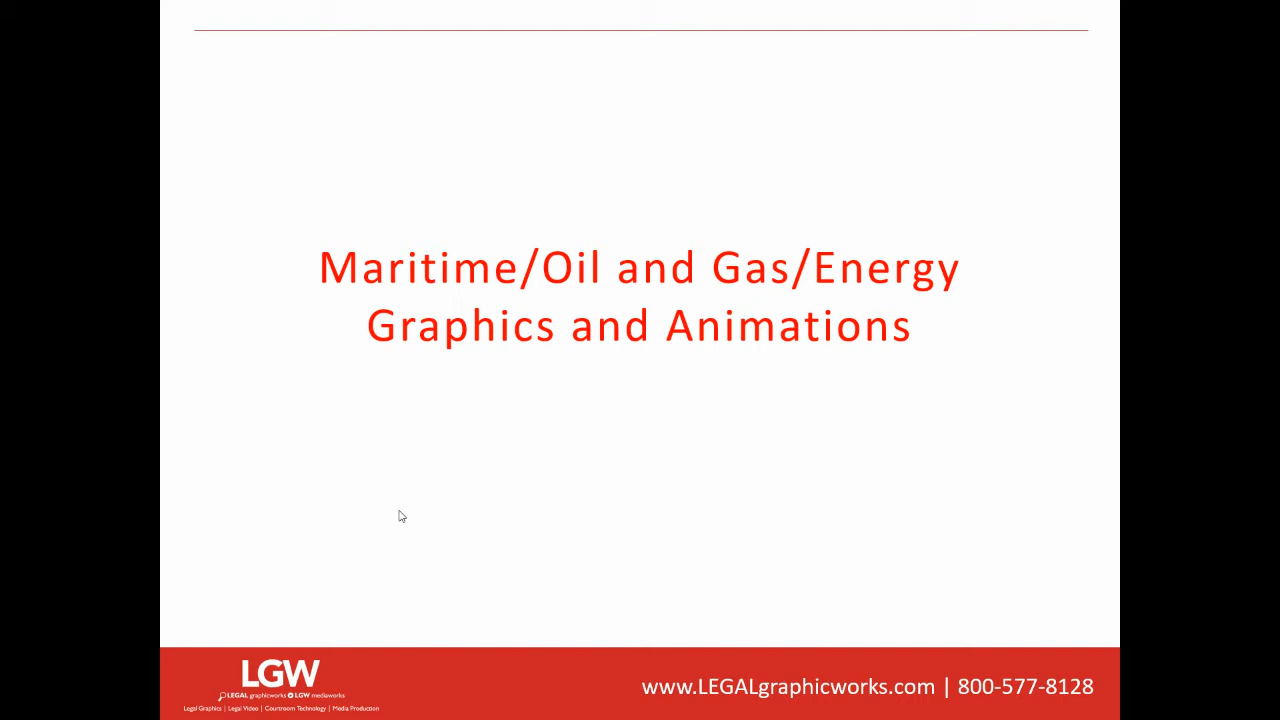 Maritime/Oil and Gas/Energy
Graphics and Animations
LGW
LEGAL graphicworks LGW mediaworks
Legal Graphics | Legal Video | Courtroom Technology | Media Production
www.LEGALgraphicworks.com | 800-577-8128